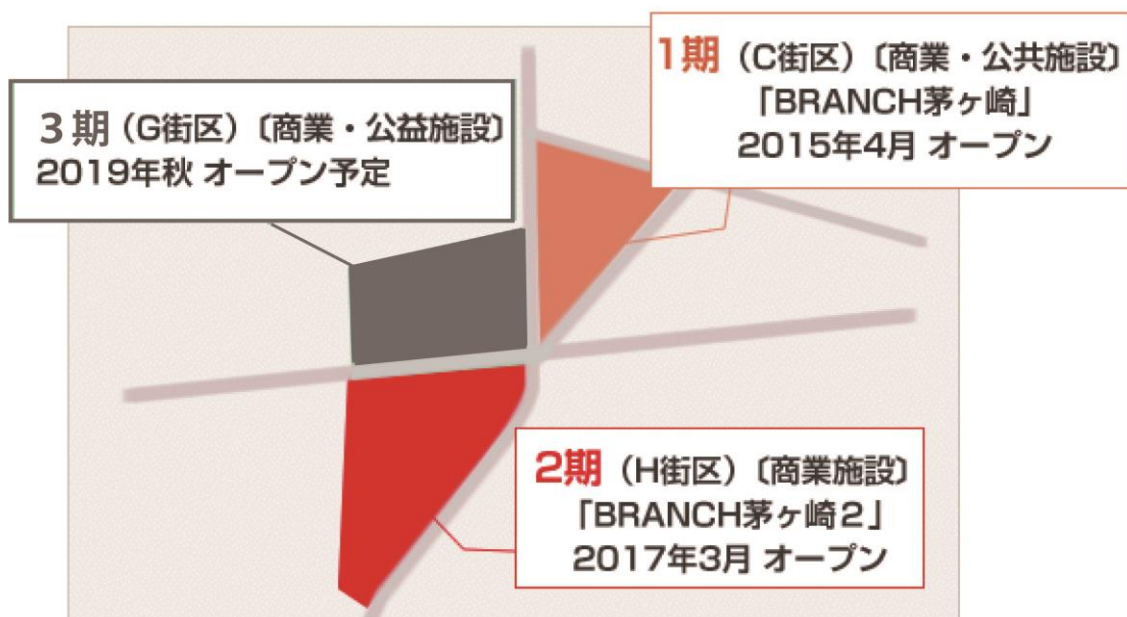 1期（C街区）〔商業・公共施設〕
「BRANCH茅ヶ崎」
2015年4月 オープン
３期（G街区）〔商業・公益施設〕
2019年秋 オープン予定
2期（H街区）〔商業施設〕
「BRANCH茅ヶ崎２」
2017年3月 オープン